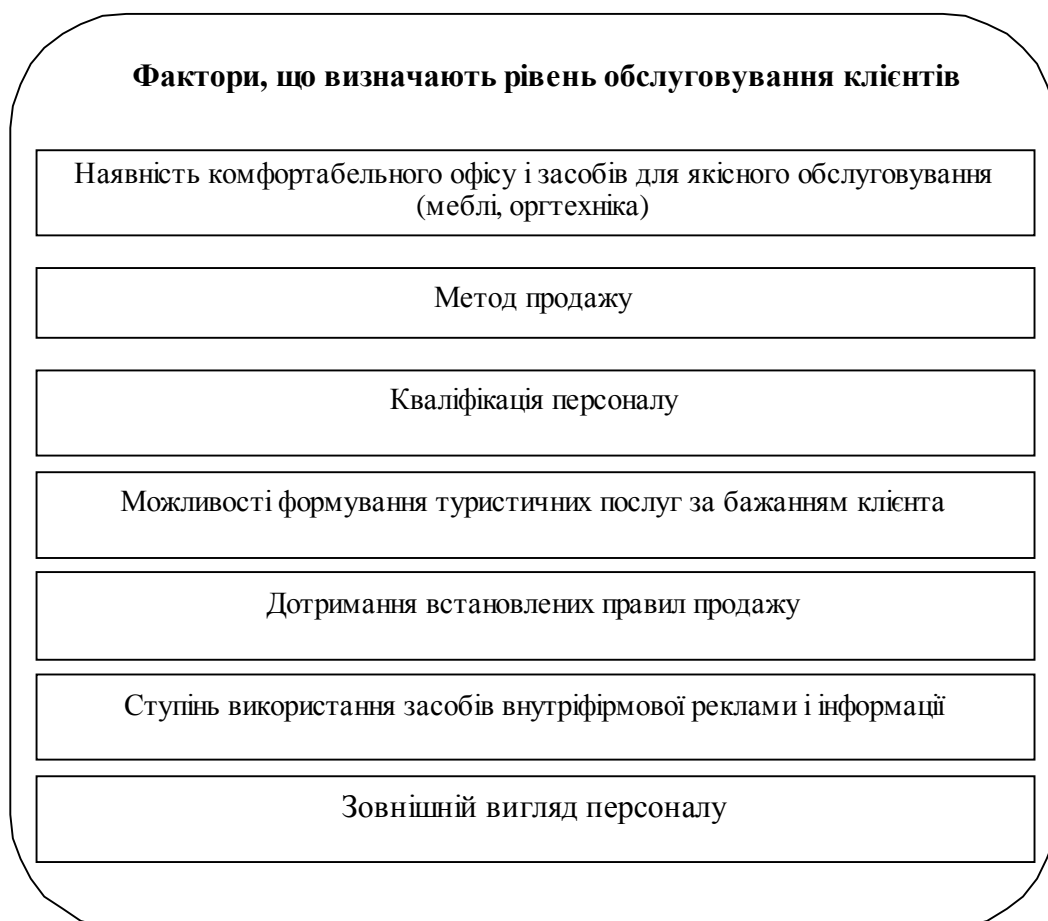 Фактори, що визначають рівень обслуговування клієнтів
Наявність комфортабельного офісу і засобів для якісного обслуговування
(меблі, оргтехніка)
Метод продажу
Кваліфікація персоналу
Можливості формування туристичних послуг за бажанням клієнта
Дотримання встановлених правил продажу
Ступінь використання засобів внутріфірмової реклами і інформації
Зовнішній вигляд персоналу